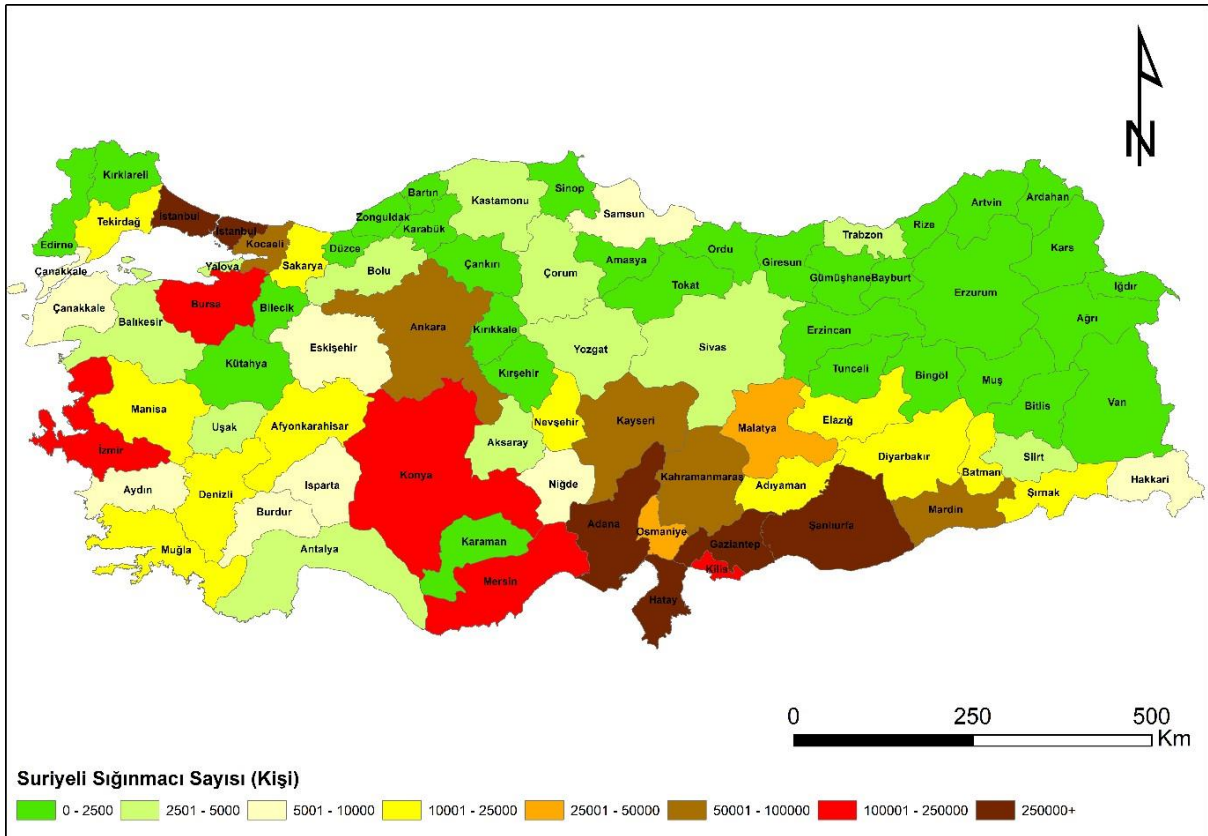 N
Kırklareli
Edirne
Tekirdağ
İstanbul
İstanbul
Kocaeli
Yalova
Sakarya
Düzce
Zonguldak
Bartın
Karabük
Kastamonu
Sinop
Samsun
Çankırı
Çorum
Amasya
Tokat
Ordu
Giresun
Trabzon
Gümüşhane
Bayburt
Rize
Artvin
Ardahan
Kars
Iğdır
Ağrı
Erzurum
Erzincan
Çanakkale
Çanakkale
Balıkesir
Bursa
Bilecik
Bolu
Eskişehir
Ankara
Kırıkkale
Kırşehir
Yozgat
Sivas
Tunceli
Bingöl
Muş
Bitlis
Van
Kütahya
Manisa
İzmir
Uşak
Afyonkarahisar
Konya
Aksaray
Nevşehir
Kayseri
Malatya
Elazığ
Diyarbakır
Batman
Siirt
Şırnak
Hakkari
Aydın
Denizli
Isparta
Burdur
Muğla
Antalya
Karaman
Mersin
Niğde
Adana
Kahramanmaraş
Osmaniye
Adıyaman
Gaziantep
Kilis
Hatay
Şanlıurfa
Mardin
0 250 500
Km
Suriyeli Sığınmacı Sayısı (Kişi)
0 - 2500 2501 - 5000 5001 - 10000 10001 - 25000 25001 - 50000 50001 - 100000 100001 - 250000 250000+